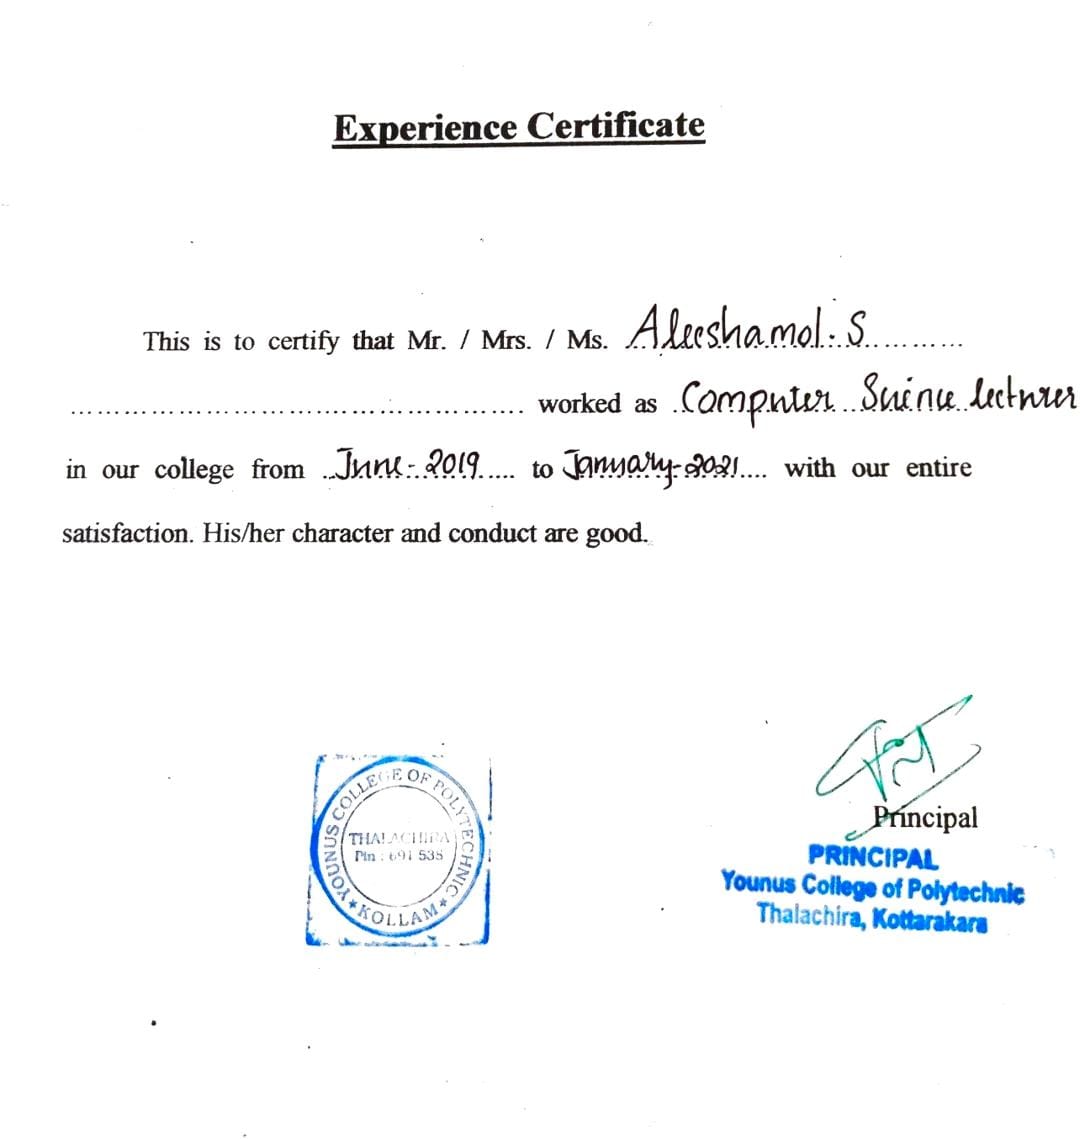 Experience Certificate
This is to certify that Mr. / Mrs. / Ms. Aleeshamol. S..........
.................................................... worked as .Computer Science lecturer
in our college from ..June - 2019..... to January - 2021.... with our entire
satisfaction. His/her character and conduct are good.
YOUNUS COLLEGE OF POLYTECHNIC
THALACHIRA
Pin : 691 535
★ KOLLAM ★
Principal
PRINCIPAL
Younus College of Polytechnic
Thalachira, Kottarakara